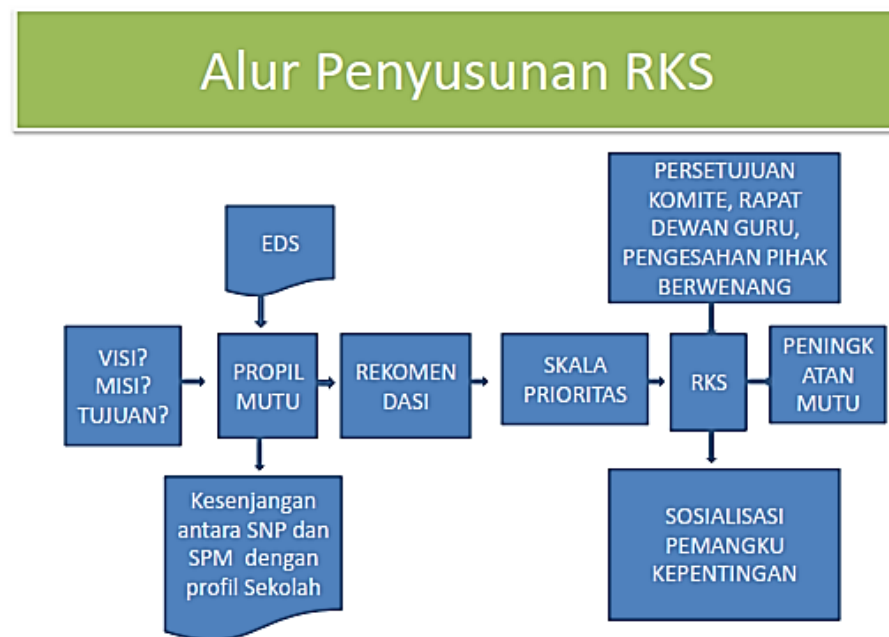 Alur Penyusunan RKS
PERSETUJUAN
KOMITE, RAPAT
DEWAN GURU,
PENGESAHAN PIHAK
BERWENANG
EDS
VISI?
MISI?
TUJUAN?
PROPIL
MUTU
REKOMEN
DASI
SKALA
PRIORITAS
RKS
PENINGK
ATAN
MUTU
Kesenjangan
antara SNP dan
SPM dengan
profil Sekolah
SOSIALISASI
PEMANGKU
KEPENTINGAN